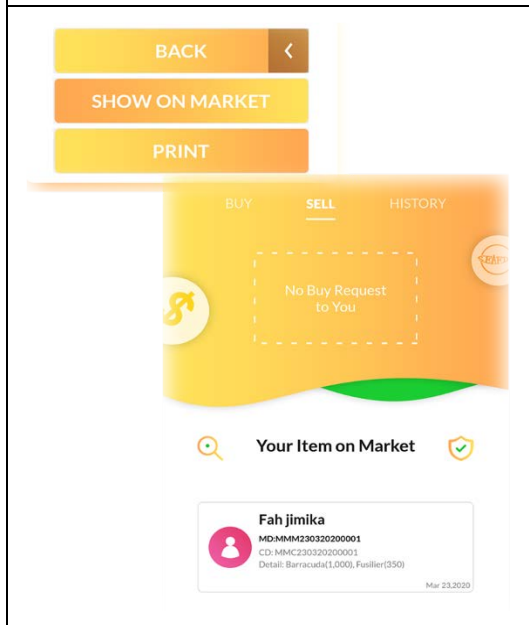 BACK
SHOW ON MARKET
PRINT
BUY SELL HISTORY
No Buy Request
to You
Your Item on Market
Fah jimika
MD:MMM230320200001
CD: MMC230320200001
Detail: Barracuda(1,000), Fusilier(350)
Mar 23,2020